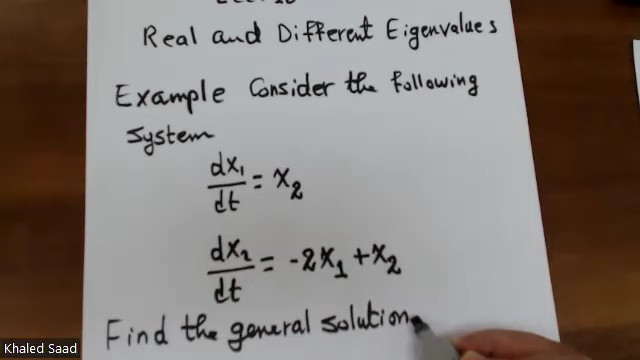 Real and Different Eigenvalues
Example Consider the following
System
dx₁/dt = x₂
dx₂/dt = -2x₁ + x₂
Find the general solution
Khaled Saad